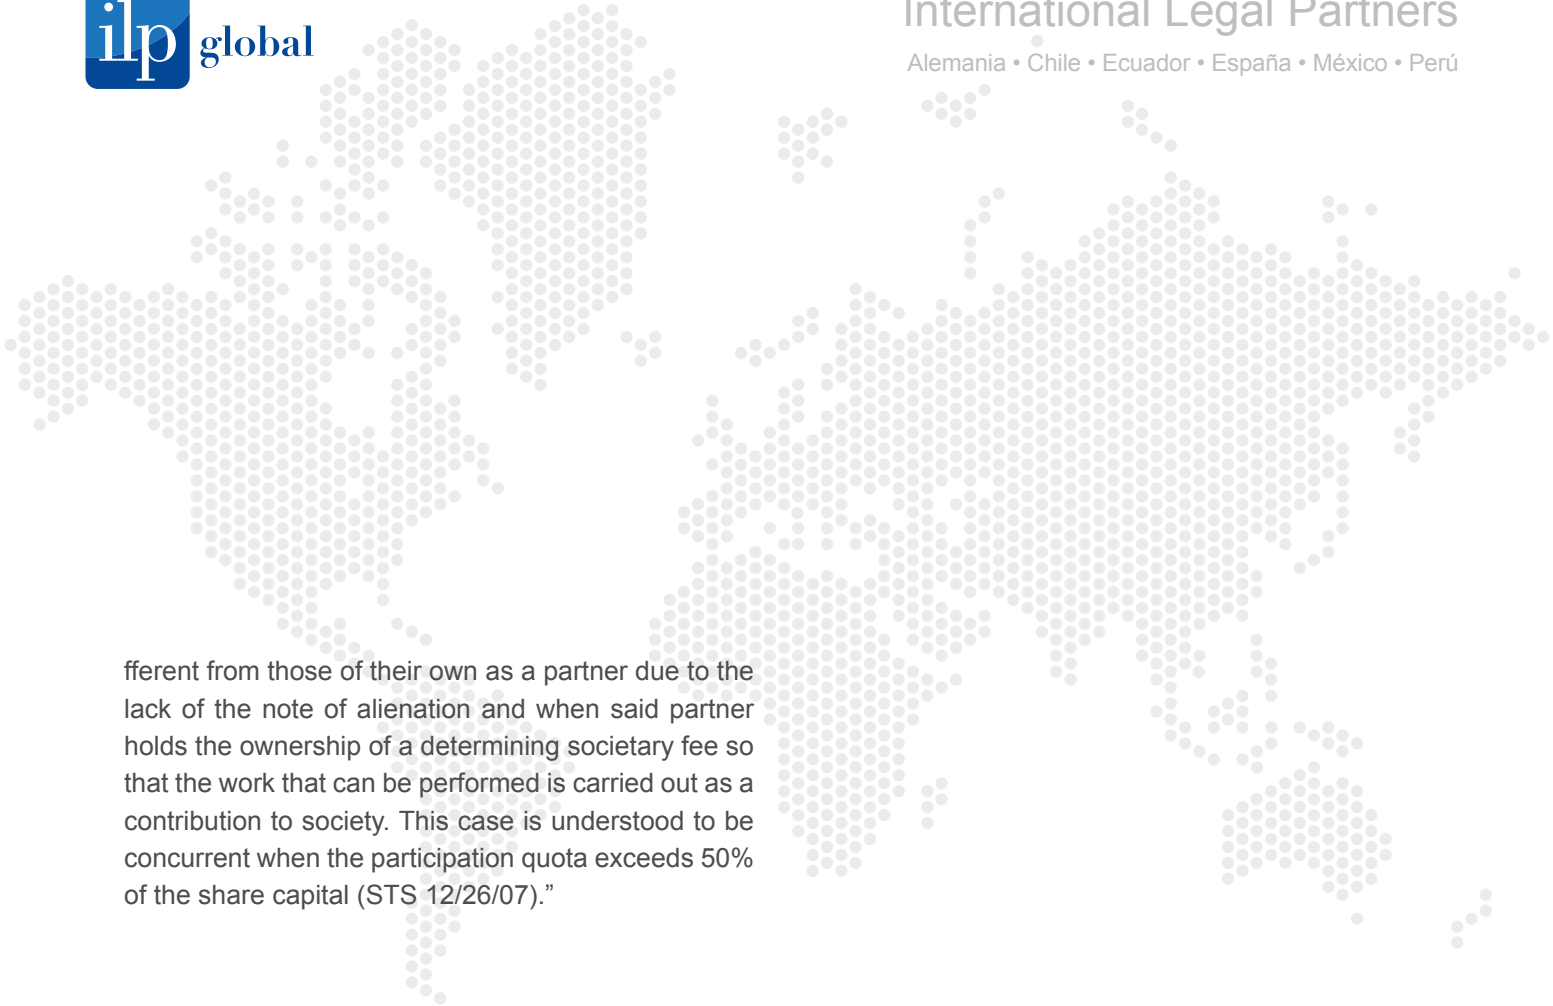 ilp global
International Legal Partners
Alemania • Chile • Ecuador • España • México • Perú
fferent from those of their own as a partner due to the
lack of the note of alienation and when said partner
holds the ownership of a determining societary fee so
that the work that can be performed is carried out as a
contribution to society. This case is understood to be
concurrent when the participation quota exceeds 50%
of the share capital (STS 12/26/07).”